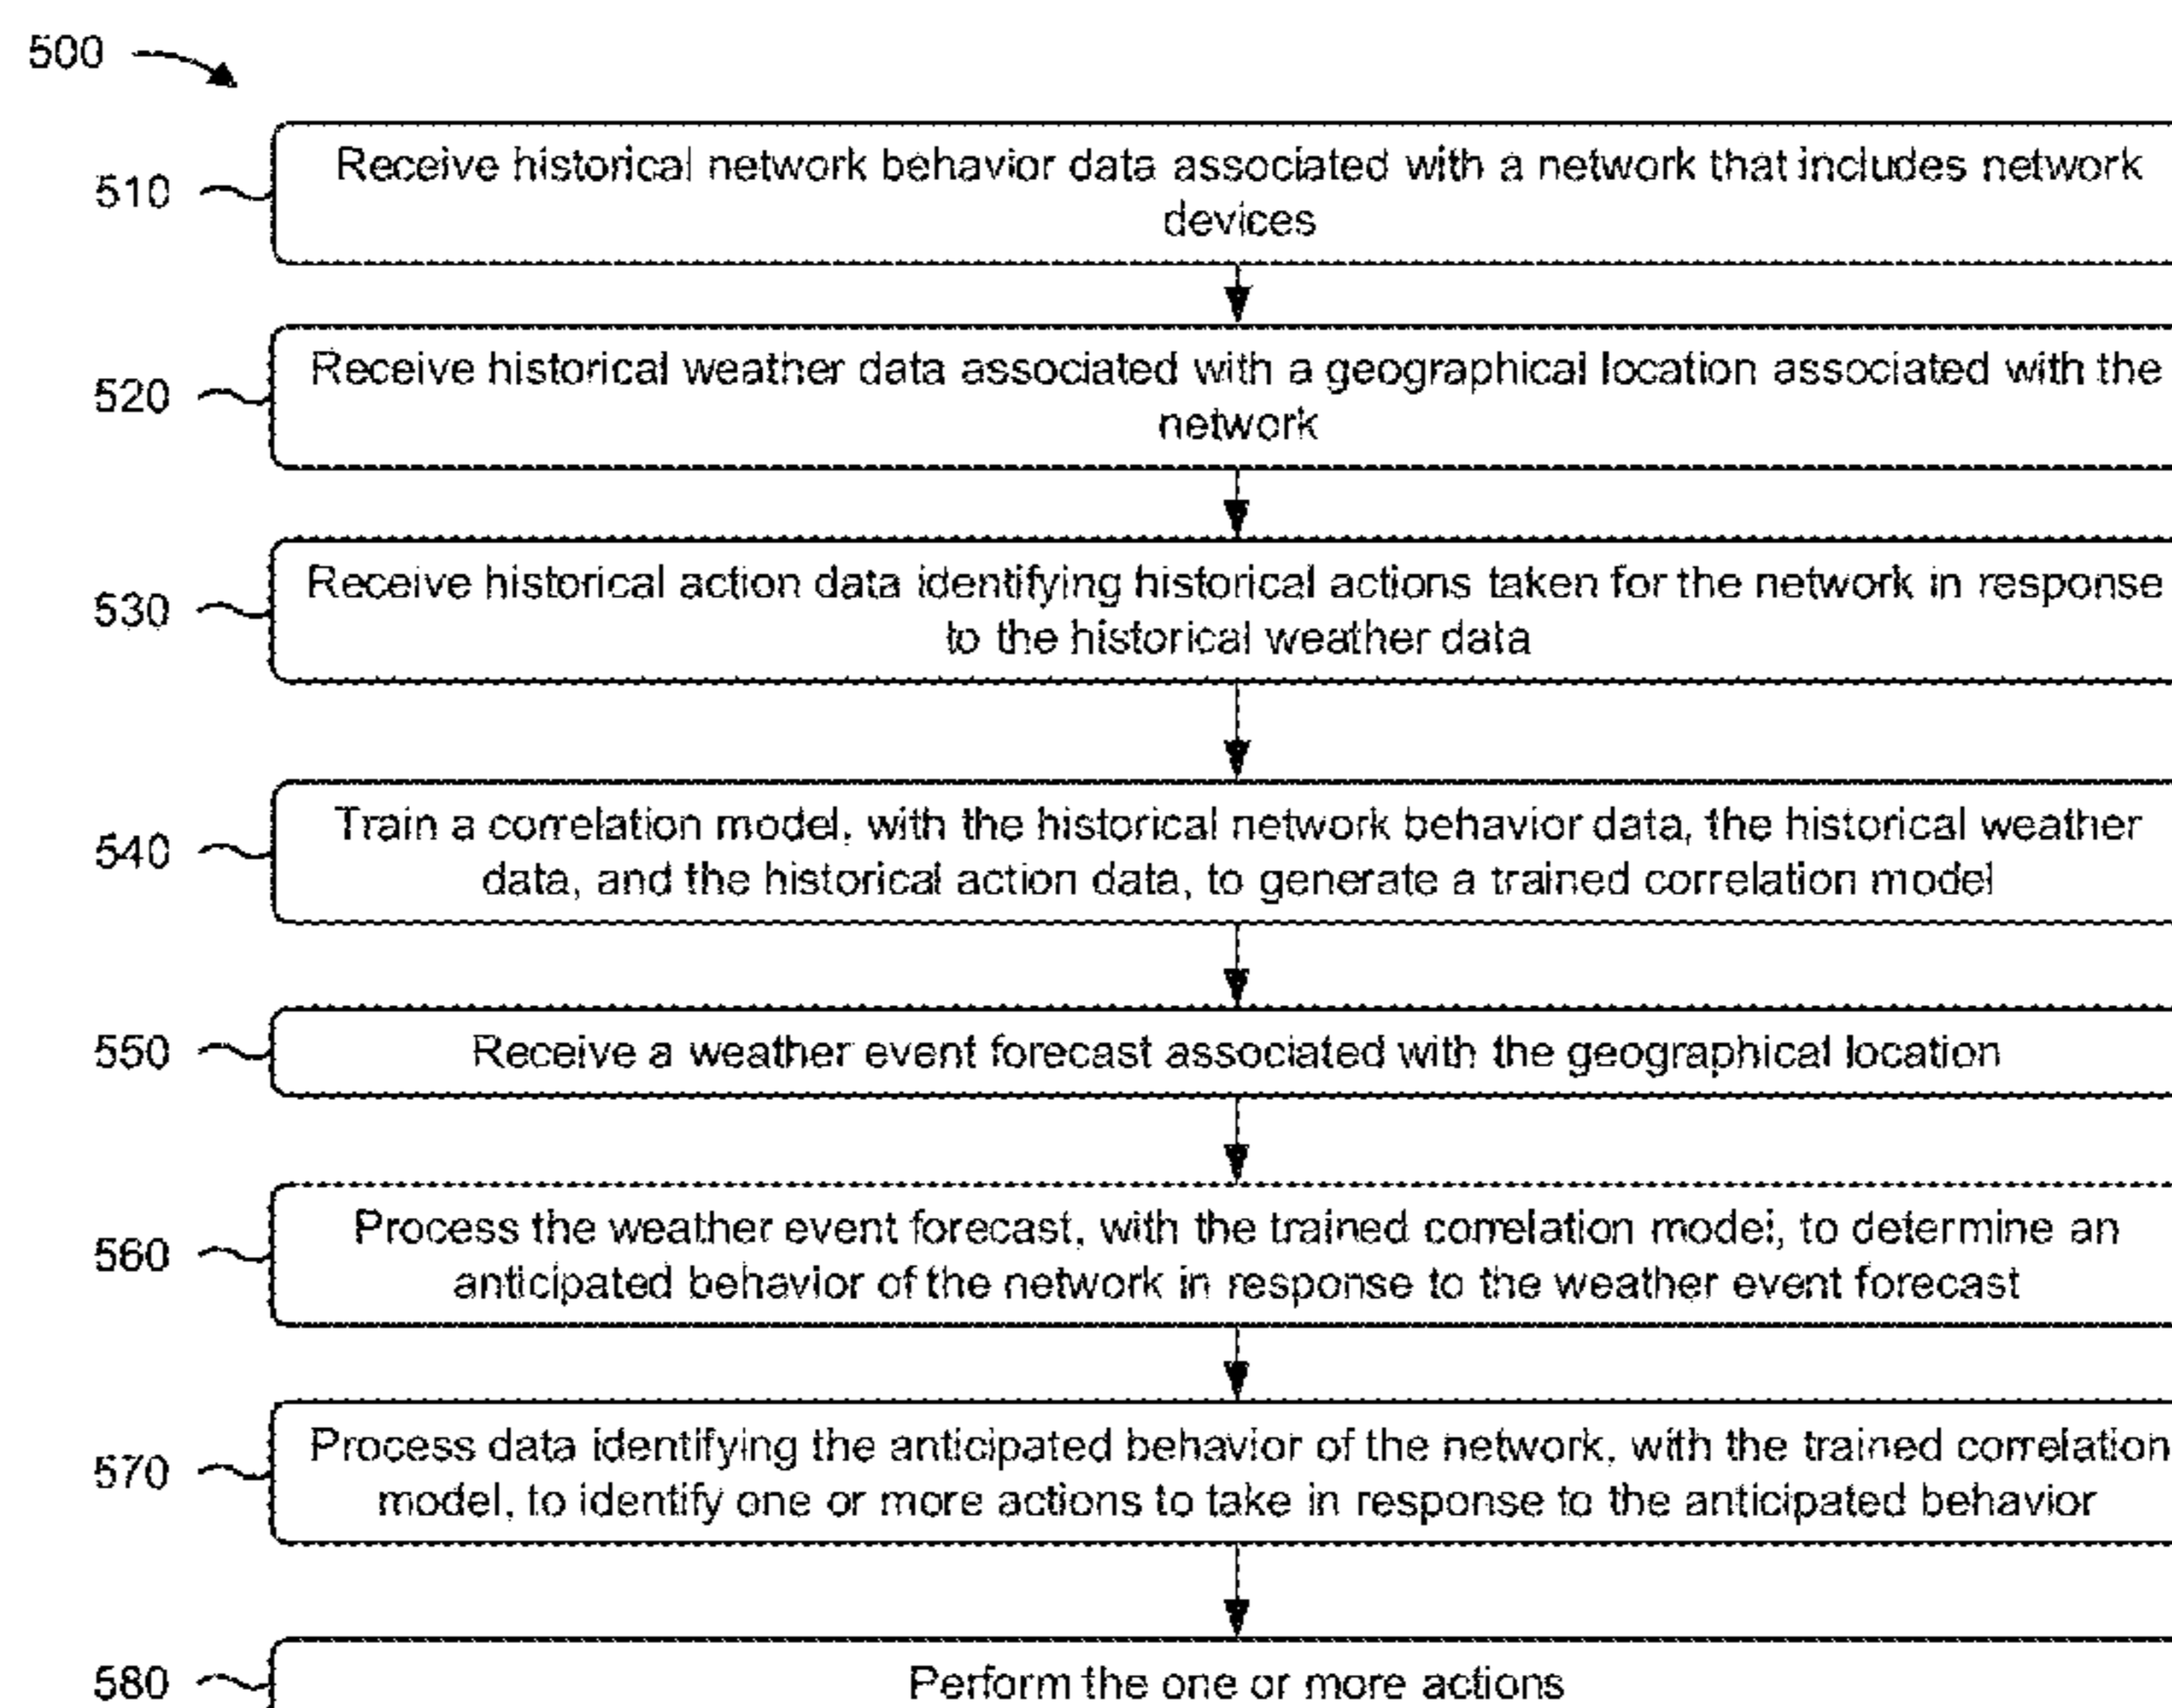 500
510
Receive historical network behavior data associated with a network that includes network
devices
520
Receive historical weather data associated with a geographical location associated with the
network
530
Receive historical action data identifying historical actions taken for the network in response
to the historical weather data
540
Train a correlation model, with the historical network behavior data, the historical weather
data, and the historical action data, to generate a trained correlation model
550
Receive a weather event forecast associated with the geographical location
560
Process the weather event forecast, with the trained correlation model, to determine an
anticipated behavior of the network in response to the weather event forecast
570
Process data identifying the anticipated behavior of the network, with the trained correlation
model, to identify one or more actions to take in response to the anticipated behavior
580
Perform the one or more actions